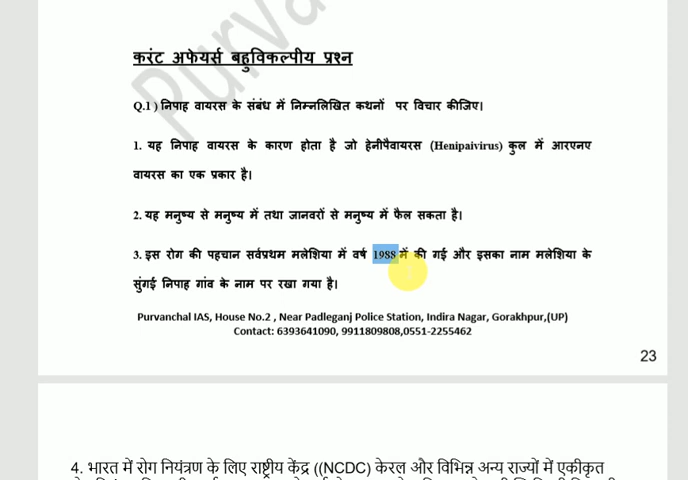 करंट अफेयर्स बहुविकल्पीय प्रश्न
Q.1 ) निपाह वायरस के संबंध में निम्नलिखित कथनों पर विचार कीजिए।
1. यह निपाह वायरस के कारण होता है जो हेनीपैवायरस (Henipaivirus) कुल में आरएनए
वायरस का एक प्रकार है।
2. यह मनुष्य से मनुष्य में तथा जानवरों से मनुष्य में फैल सकता है।
3. इस रोग की पहचान सर्वप्रथम मलेशिया में वर्ष 1988 में की गई और इसका नाम मलेशिया के
सुंगई निपाह गांव के नाम पर रखा गया है।
Purvanchal IAS, House No.2 , Near Padleganj Police Station, Indira Nagar, Gorakhpur,(UP)
Contact: 6393641090, 9911809808,0551-2255462
23
4. भारत में रोग नियंत्रण के लिए राष्ट्रीय केंद्र ((NCDC) केरल और विभिन्न अन्य राज्यों में एकीकृत